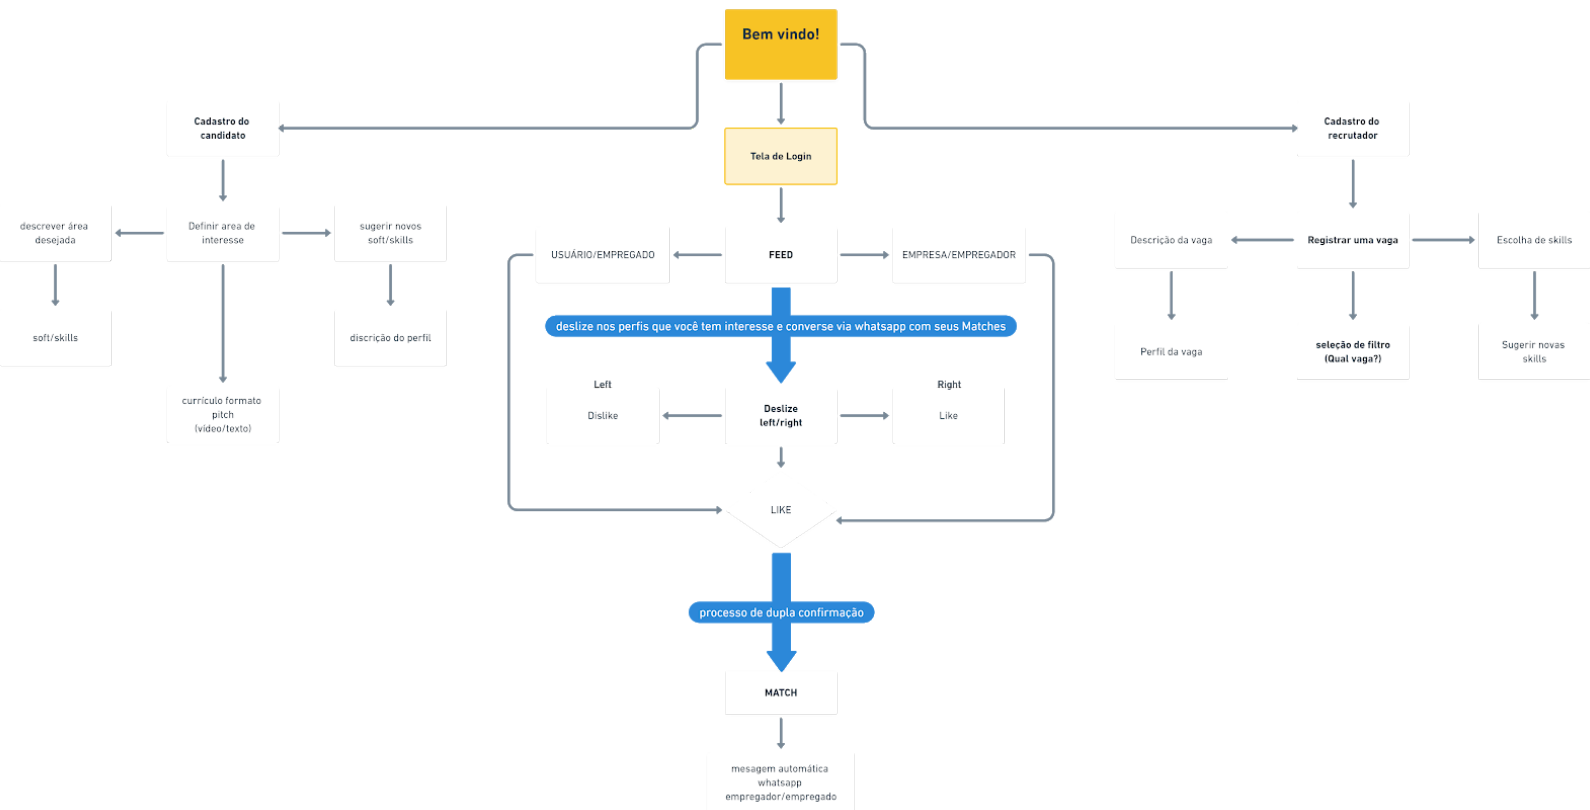 Bem vindo!
Cadastro do
candidato
Tela de Login
Cadastro do
recrutador
descrever área
desejada
Definir area de
interesse
sugerir novos
soft/skills
USUÁRIO/EMPREGADO
FEED
EMPRESA/EMPREGADOR
Descrição da vaga
Registrar uma vaga
Escolha de skills
deslize nos perfis que você tem interesse e converse via whatsapp com seus Matches
soft/skills
discrição do perfil
Perfil da vaga
seleção de filtro
(Qual vaga?)
Sugerir novas
skills
currículo formato
pitch
(vídeo/texto)
Left
Dislike
Deslize
left/right
Right
Like
LIKE
processo de dupla confirmação
MATCH
mesagem automática
whatsapp
empregador/empregado